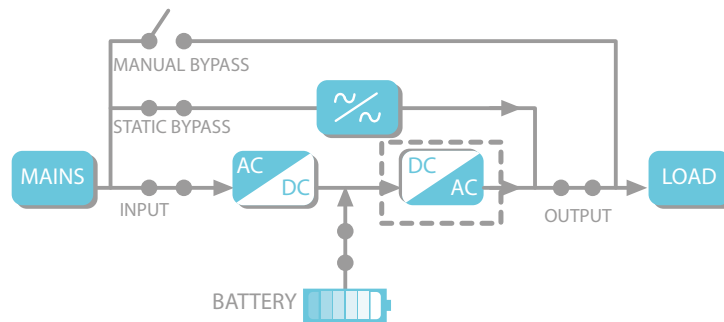 MANUAL BYPASS
STATIC BYPASS
MAINS
AC
DC
DC
AC
LOAD
INPUT
OUTPUT
BATTERY